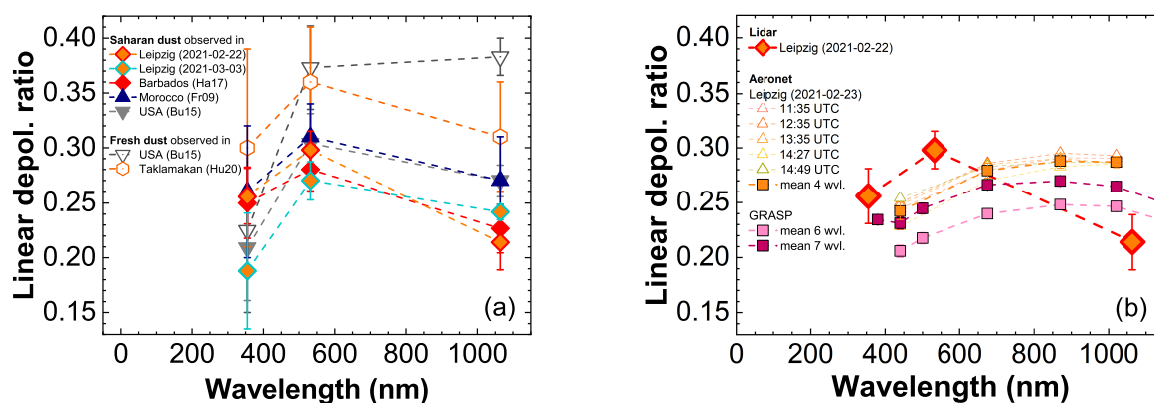 Linear depol. ratio
0.40
0.35
0.30
0.25
0.20
0.15
Saharan dust observed in
Leipzig (2021-02-22)
Leipzig (2021-03-03)
Barbados (Ha17)
Morocco (Fr09)
USA (Bu15)
Fresh dust observed in
USA (Bu15)
Taklamakan (Hu20)
(a)
0 200 400 600 800 1000
Wavelength (nm)
Linear depol. ratio
0.40
0.35
0.30
0.25
0.20
0.15
Lidar
Leipzig (2021-02-22)
Aeronet
Leipzig (2021-02-23)
11:35 UTC
12:35 UTC
13:35 UTC
14:27 UTC
14:49 UTC
mean 4 wvl.
GRASP
mean 6 wvl.
mean 7 wvl.
(b)
200 400 600 800 1000
Wavelength (nm)